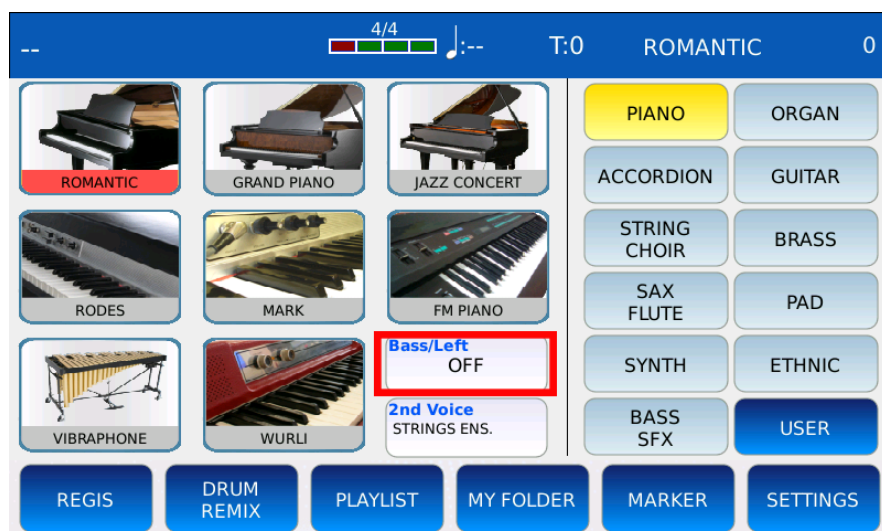 --
4/4
:--
T:0
ROMANTIC
0
ROMANTIC
GRAND PIANO
JAZZ CONCERT
RODES
MARK
FM PIANO
VIBRAPHONE
WURLI
Bass/Left
OFF
2nd Voice
STRINGS ENS.
PIANO
ORGAN
ACCORDION
GUITAR
STRING
CHOIR
BRASS
SAX
FLUTE
PAD
SYNTH
ETHNIC
BASS
SFX
USER
REGIS
DRUM
REMIX
PLAYLIST
MY FOLDER
MARKER
SETTINGS